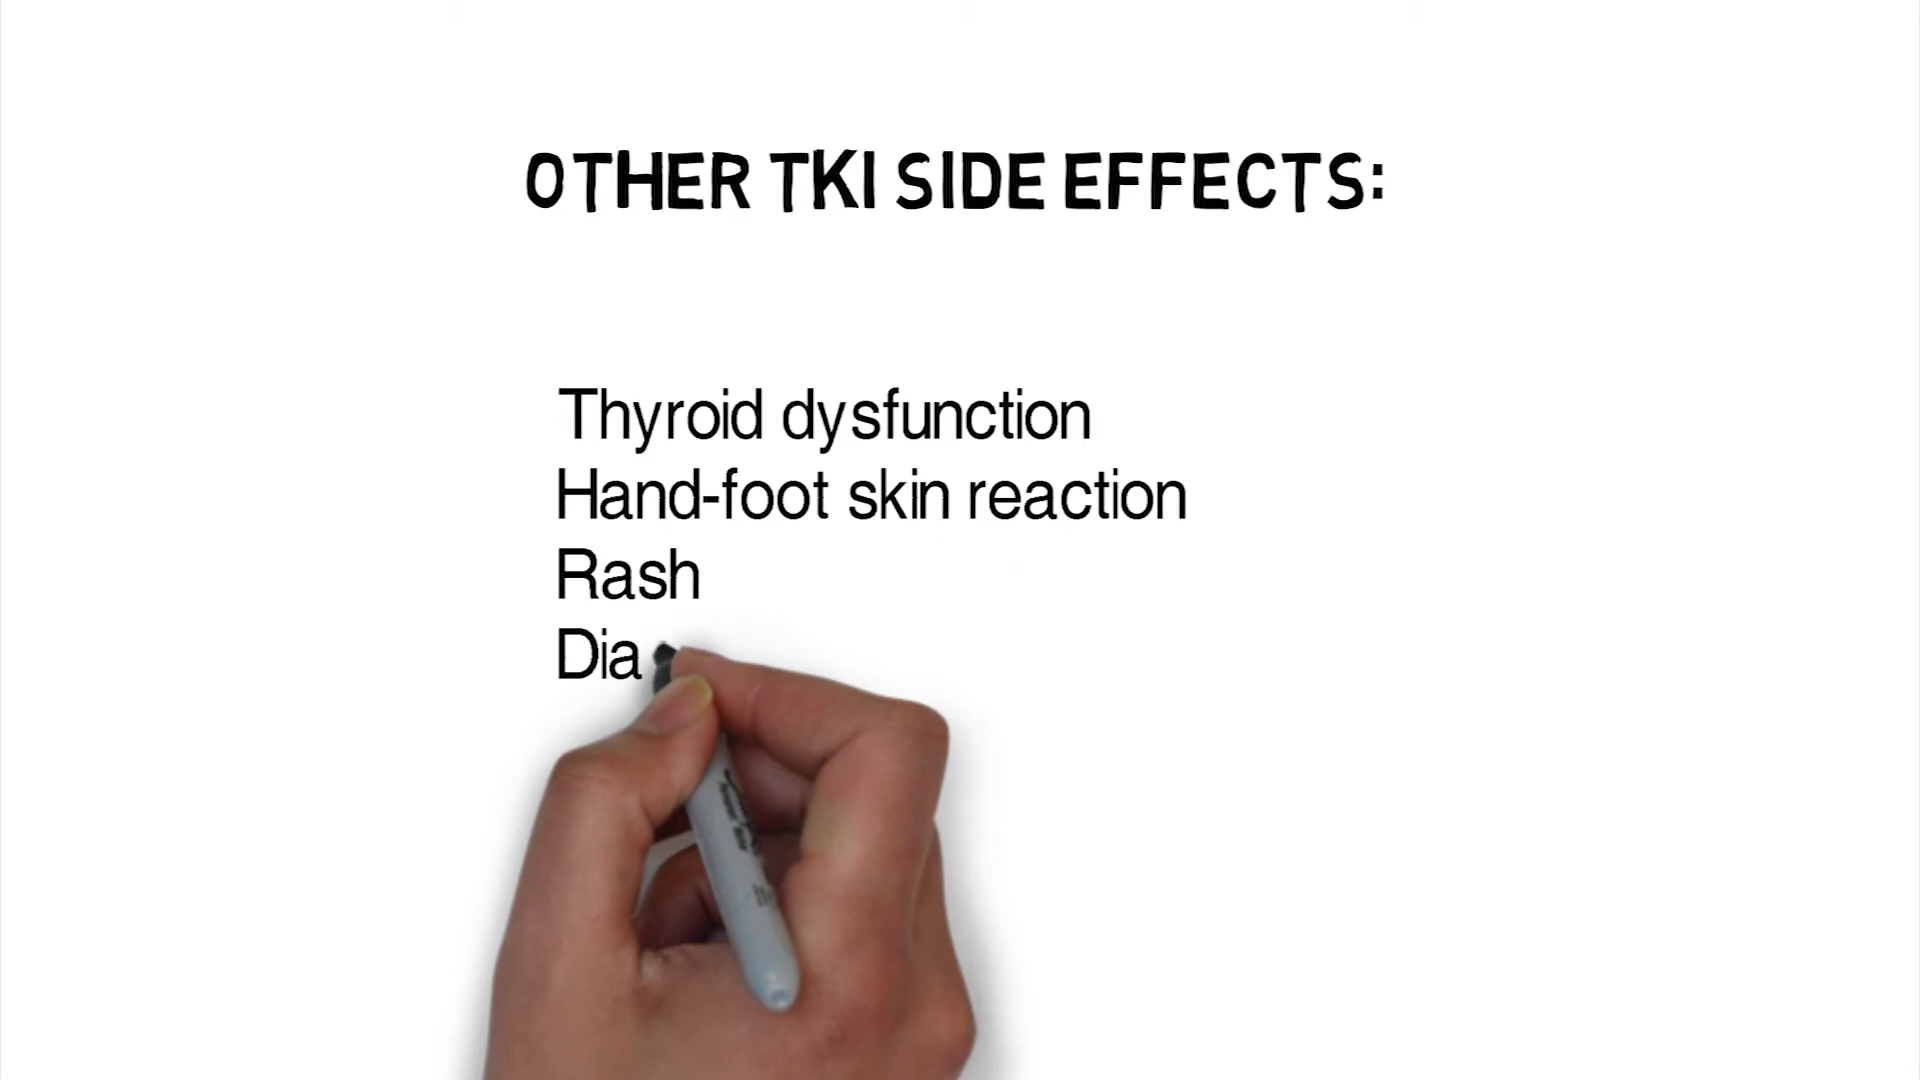 OTHER TKI SIDE EFFECTS:
Thyroid dysfunction
Hand-foot skin reaction
Rash
Dia